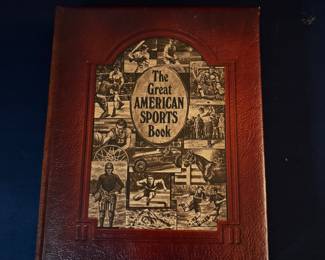 The
Great
AMERICAN
SPORTS
Book